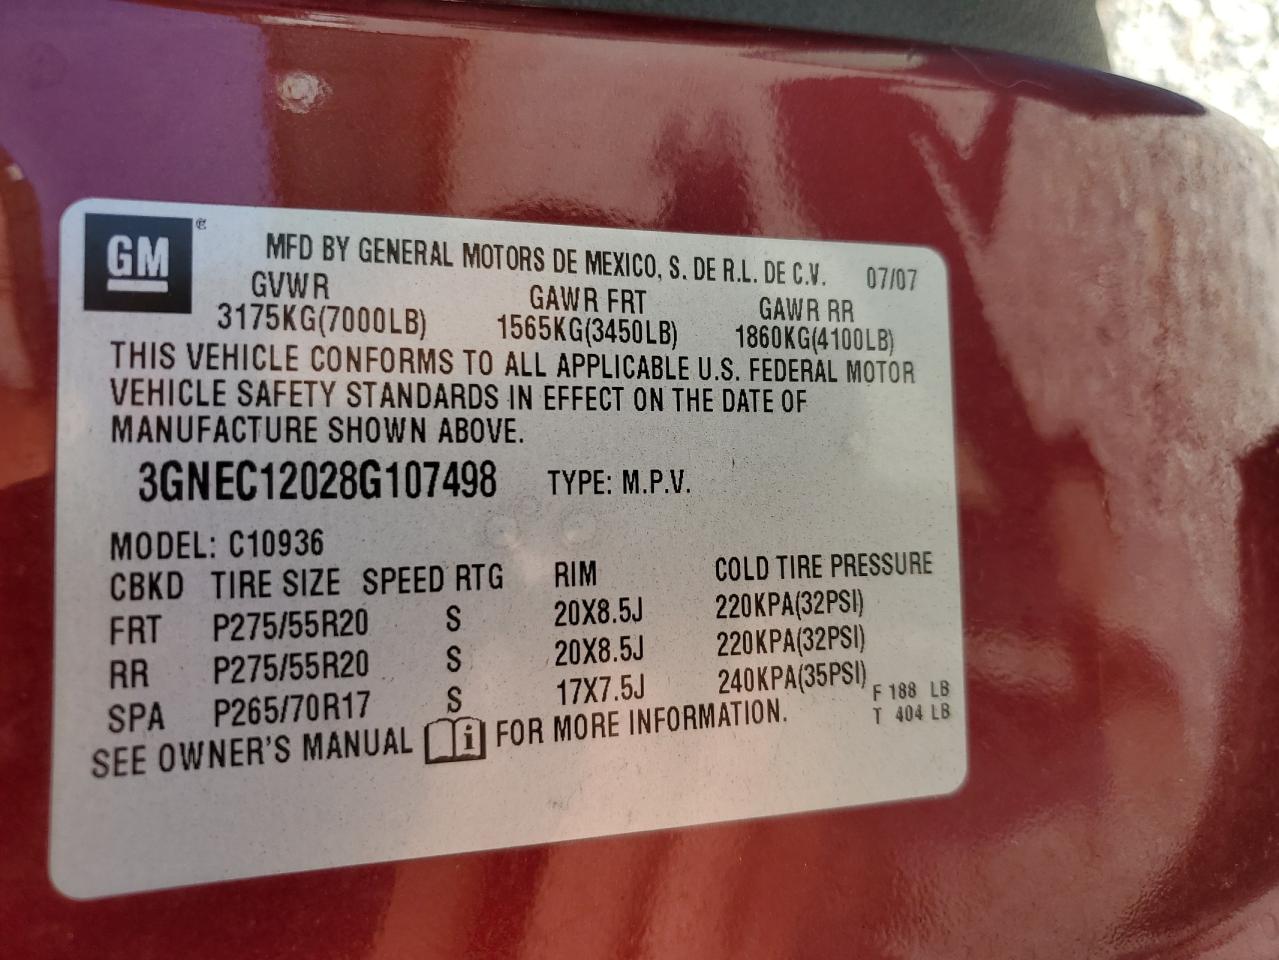 GM
MFD BY GENERAL MOTORS DE MEXICO, S. DE R.L. DE C.V. 07/07
GVWR GAWR FRT GAWR RR
3175KG(7000LB) 1565KG(3450LB) 1860KG(4100LB)
THIS VEHICLE CONFORMS TO ALL APPLICABLE U.S. FEDERAL MOTOR
VEHICLE SAFETY STANDARDS IN EFFECT ON THE DATE OF
MANUFACTURE SHOWN ABOVE.
3GNEC12028G107498 TYPE: M.P.V.
MODEL: C10936
CBKD TIRE SIZE SPEED RTG RIM COLD TIRE PRESSURE
FRT P275/55R20 S 20X8.5J 220KPA(32PSI)
RR P275/55R20 S 20X8.5J 220KPA(32PSI)
SPA P265/70R17 S 17X7.5J 240KPA(35PSI)
F 188 LB
T 404 LB
SEE OWNER'S MANUAL i FOR MORE INFORMATION.